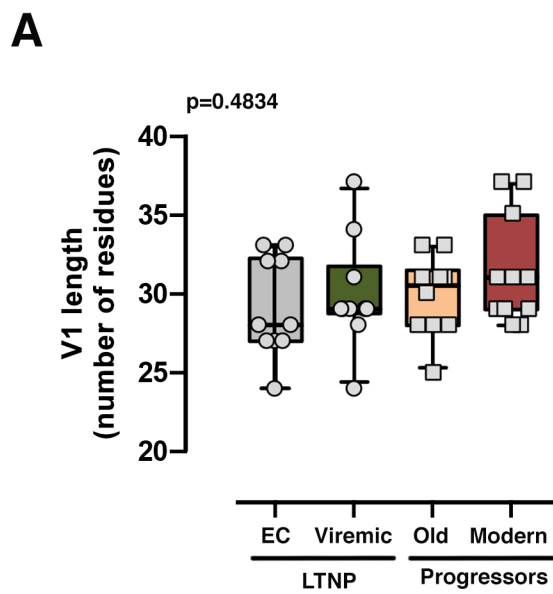 A
p=0.4834
V1 length
(number of residues)
40
35
30
25
20
EC Viremic Old Modern
LTNP Progressors